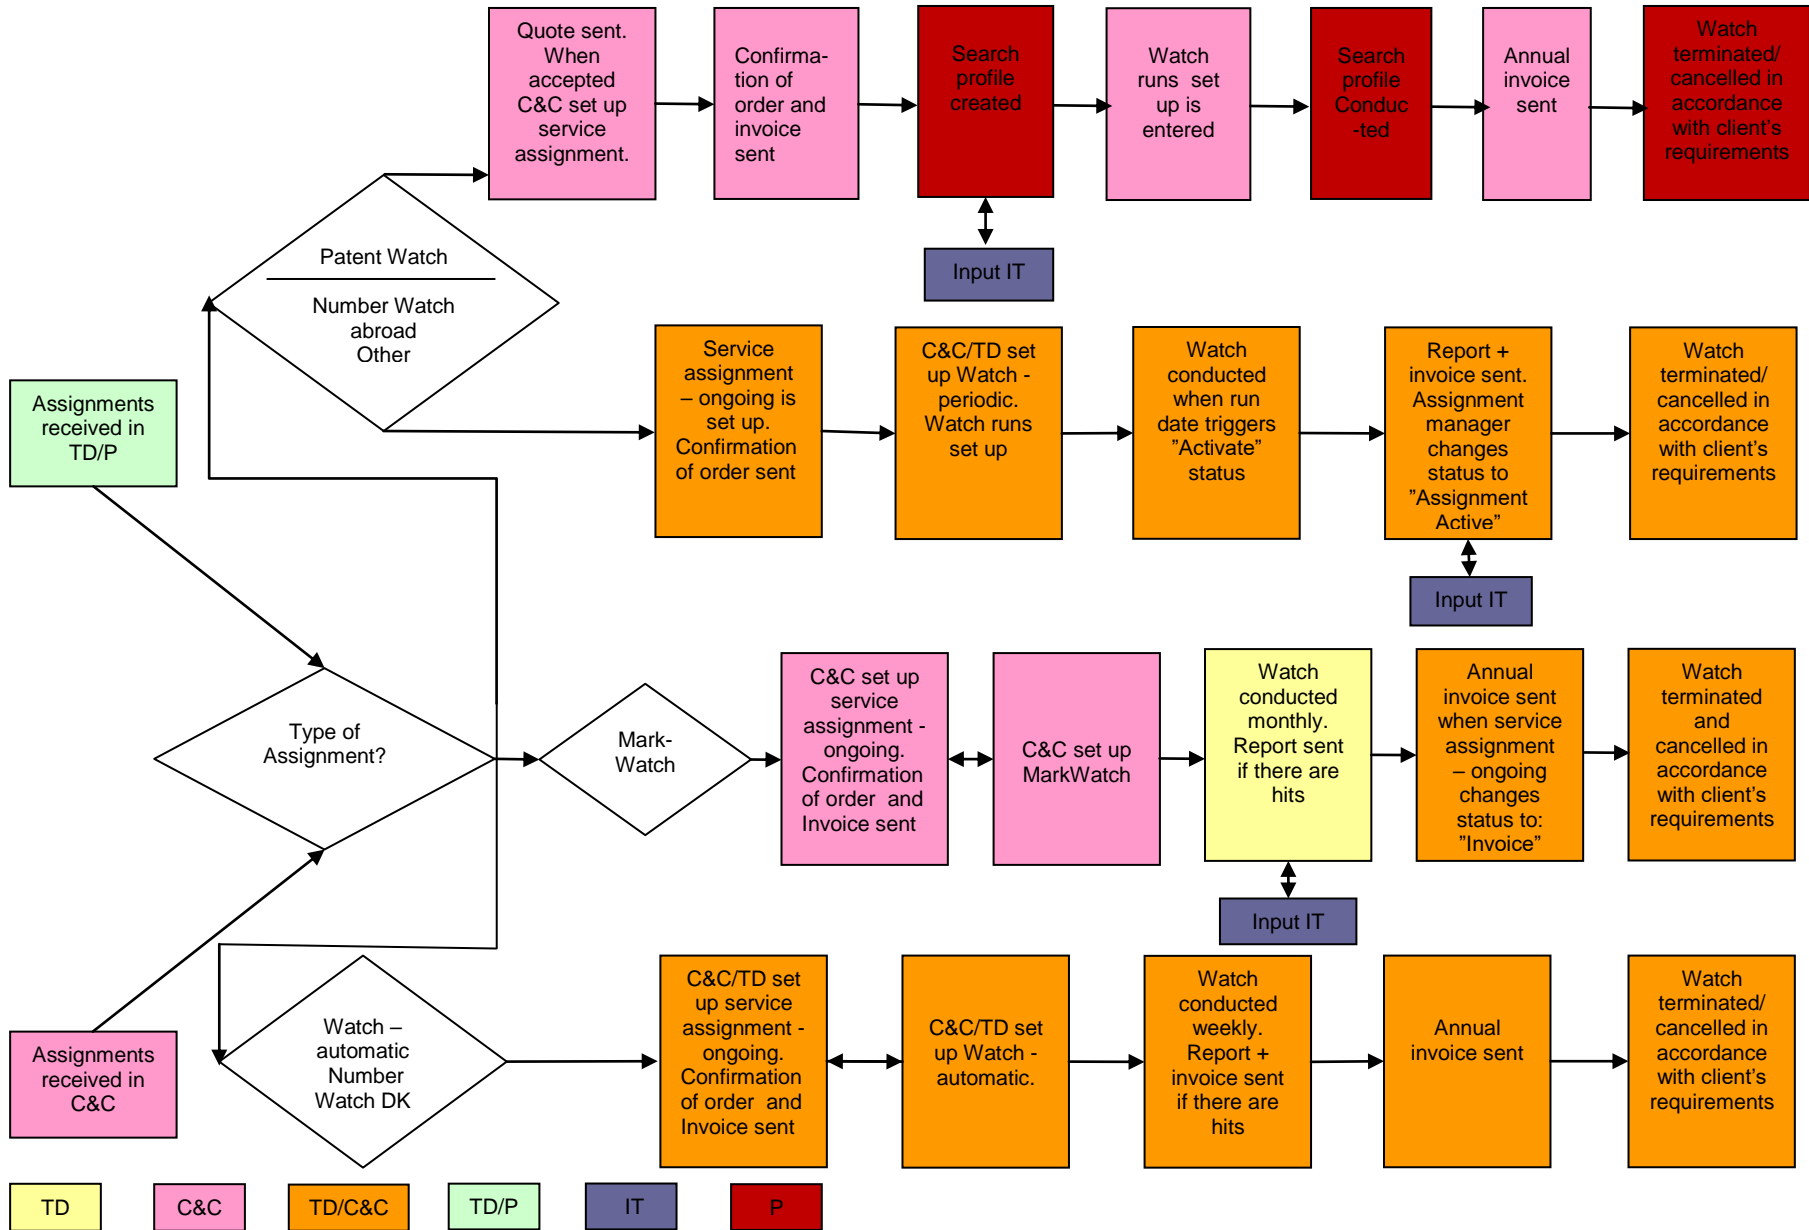 Quote sent.
When
accepted
C&C set up
service
assignment.
Confirma-
tion of
order and
invoice
sent
Search
profile
created
Watch
runs set
up is
entered
Search
profile
Conduc
-ted
Annual
invoice
sent
Watch
terminated/
cancelled in
accordance
with client's
requirements
Patent Watch
Number Watch
abroad
Other
Input IT
Assignments
received in
TD/P
Service
assignment
– ongoing is
set up.
Confirmation
of order sent
C&C/TD set
up Watch -
periodic.
Watch runs
set up
Watch
conducted
when run
date triggers
”Activate”
status
Report +
invoice sent.
Assignment
manager
changes
status to
”Assignment
Active”
Watch
terminated/
cancelled in
accordance
with client's
requirements
Input IT
Type of
Assignment?
Mark-
Watch
C&C set up
service
assignment -
ongoing.
Confirmation
of order and
Invoice sent
C&C set up
MarkWatch
Watch
conducted
monthly.
Report sent
if there are
hits
Annual
invoice sent
when service
assignment
– ongoing
changes
status to:
”Invoice”
Watch
terminated
and
cancelled in
accordance
with client's
requirements
Input IT
Assignments
received in
C&C
Watch –
automatic
Number
Watch DK
C&C/TD set
up service
assignment -
ongoing.
Confirmation
of order and
Invoice sent
C&C/TD set
up Watch -
automatic.
Watch
conducted
weekly.
Report +
invoice sent
if there are
hits
Annual
invoice sent
Watch
terminated/
cancelled in
accordance
with client's
requirements
TD
C&C
TD/C&C
TD/P
IT
P